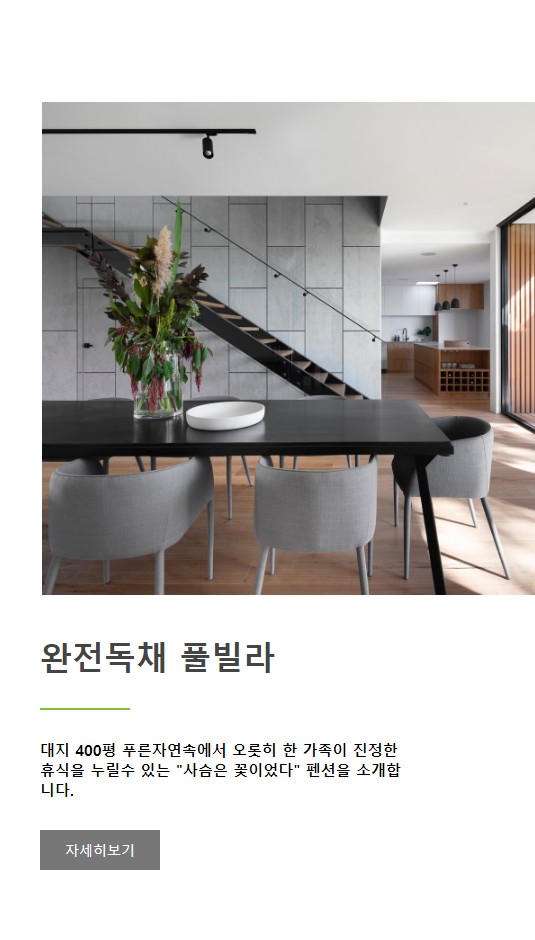 완전독채 풀빌라
대지 400평 푸른자연속에서 오롯히 한 가족이 진정한
휴식을 누릴수 있는 "사슴은 꽃이었다" 펜션을 소개합
니다.
자세히보기